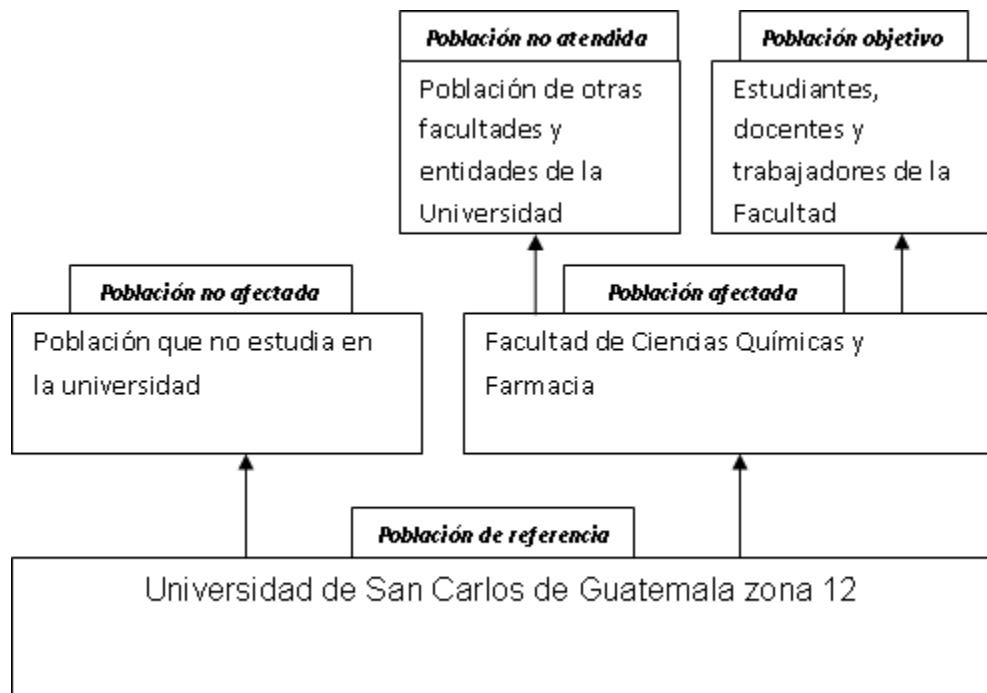 Población no atendida
Población de otras
facultades y
entidades de la
Universidad
Población objetivo
Estudiantes,
docentes y
trabajadores de la
Facultad
Población no afectada
Población que no estudia en
la universidad
Población afectada
Facultad de Ciencias Químicas y
Farmacia
Población de referencia
Universidad de San Carlos de Guatemala zona 12